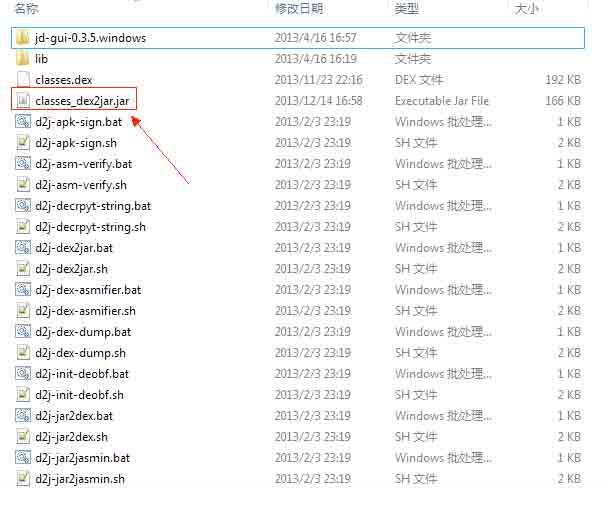 名称 修改日期 类型 大小
jd-gui-0.3.5.windows 2013/4/16 16:57 文件夹
lib 2013/4/16 16:19 文件夹
classes.dex 2013/11/23 22:16 DEX 文件 192 KB
classes_dex2jar.jar 2013/12/14 16:58 Executable Jar File 166 KB
d2j-apk-sign.bat 2013/2/3 23:19 Windows 批处理... 1 KB
d2j-apk-sign.sh 2013/2/3 23:19 SH 文件 2 KB
d2j-asm-verify.bat 2013/2/3 23:19 Windows 批处理... 1 KB
d2j-asm-verify.sh 2013/2/3 23:19 SH 文件 2 KB
d2j-decrpyt-string.bat 2013/2/3 23:19 Windows 批处理... 1 KB
d2j-decrpyt-string.sh 2013/2/3 23:19 SH 文件 2 KB
d2j-dex2jar.bat 2013/2/3 23:19 Windows 批处理... 1 KB
d2j-dex2jar.sh 2013/2/3 23:19 SH 文件 2 KB
d2j-dex-asmifier.bat 2013/2/3 23:19 Windows 批处理... 1 KB
d2j-dex-asmifier.sh 2013/2/3 23:19 SH 文件 2 KB
d2j-dex-dump.bat 2013/2/3 23:19 Windows 批处理... 1 KB
d2j-dex-dump.sh 2013/2/3 23:19 SH 文件 2 KB
d2j-init-deobf.bat 2013/2/3 23:19 Windows 批处理... 1 KB
d2j-init-deobf.sh 2013/2/3 23:19 SH 文件 2 KB
d2j-jar2dex.bat 2013/2/3 23:19 Windows 批处理... 1 KB
d2j-jar2dex.sh 2013/2/3 23:19 SH 文件 2 KB
d2j-jar2jasmin.bat 2013/2/3 23:19 Windows 批处理... 1 KB
d2j-jar2jasmin.sh 2013/2/3 23:19 SH 文件 2 KB